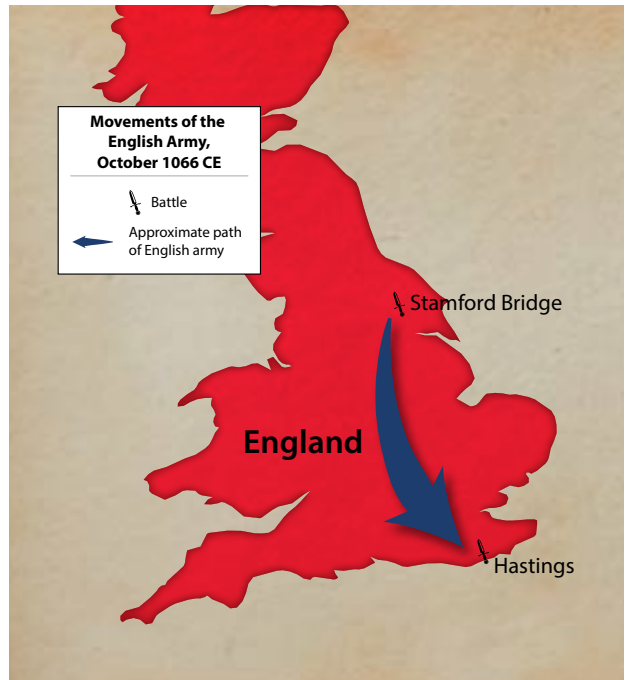 Movements of the
English Army,
October 1066 CE
Battle
Approximate path
of English army
Stamford Bridge
England
Hastings